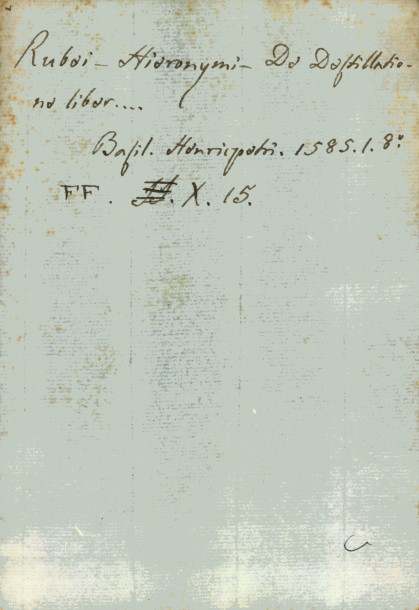 Rubei - Hieronymi - De Destillatio-
ne liber....
Basil. Henricpetri. 1585. 1. 8.º
FF. X. 15.